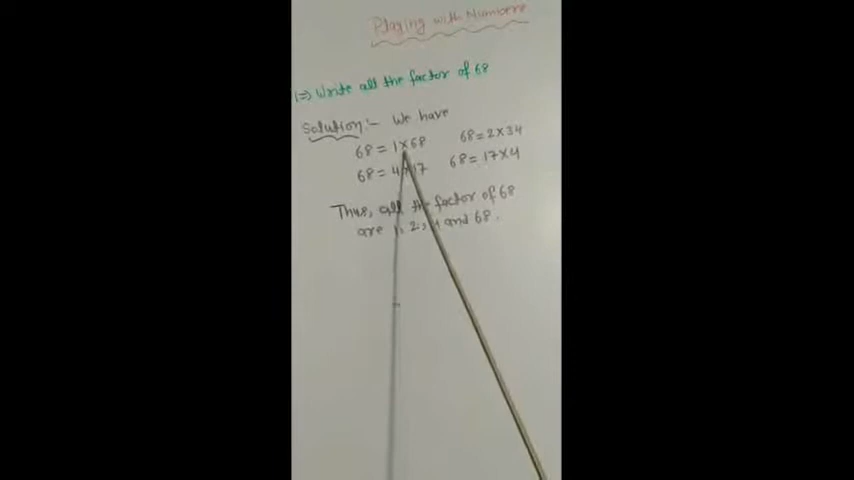 Playing with Numbers
1⇒ Write all the factor of 68
Solution:- We have
68 = 1×68 68 = 2×34
68 = 4×17 68 = 17×4
Thus, all the factor of 68
are 1, 2, 4 and 68.